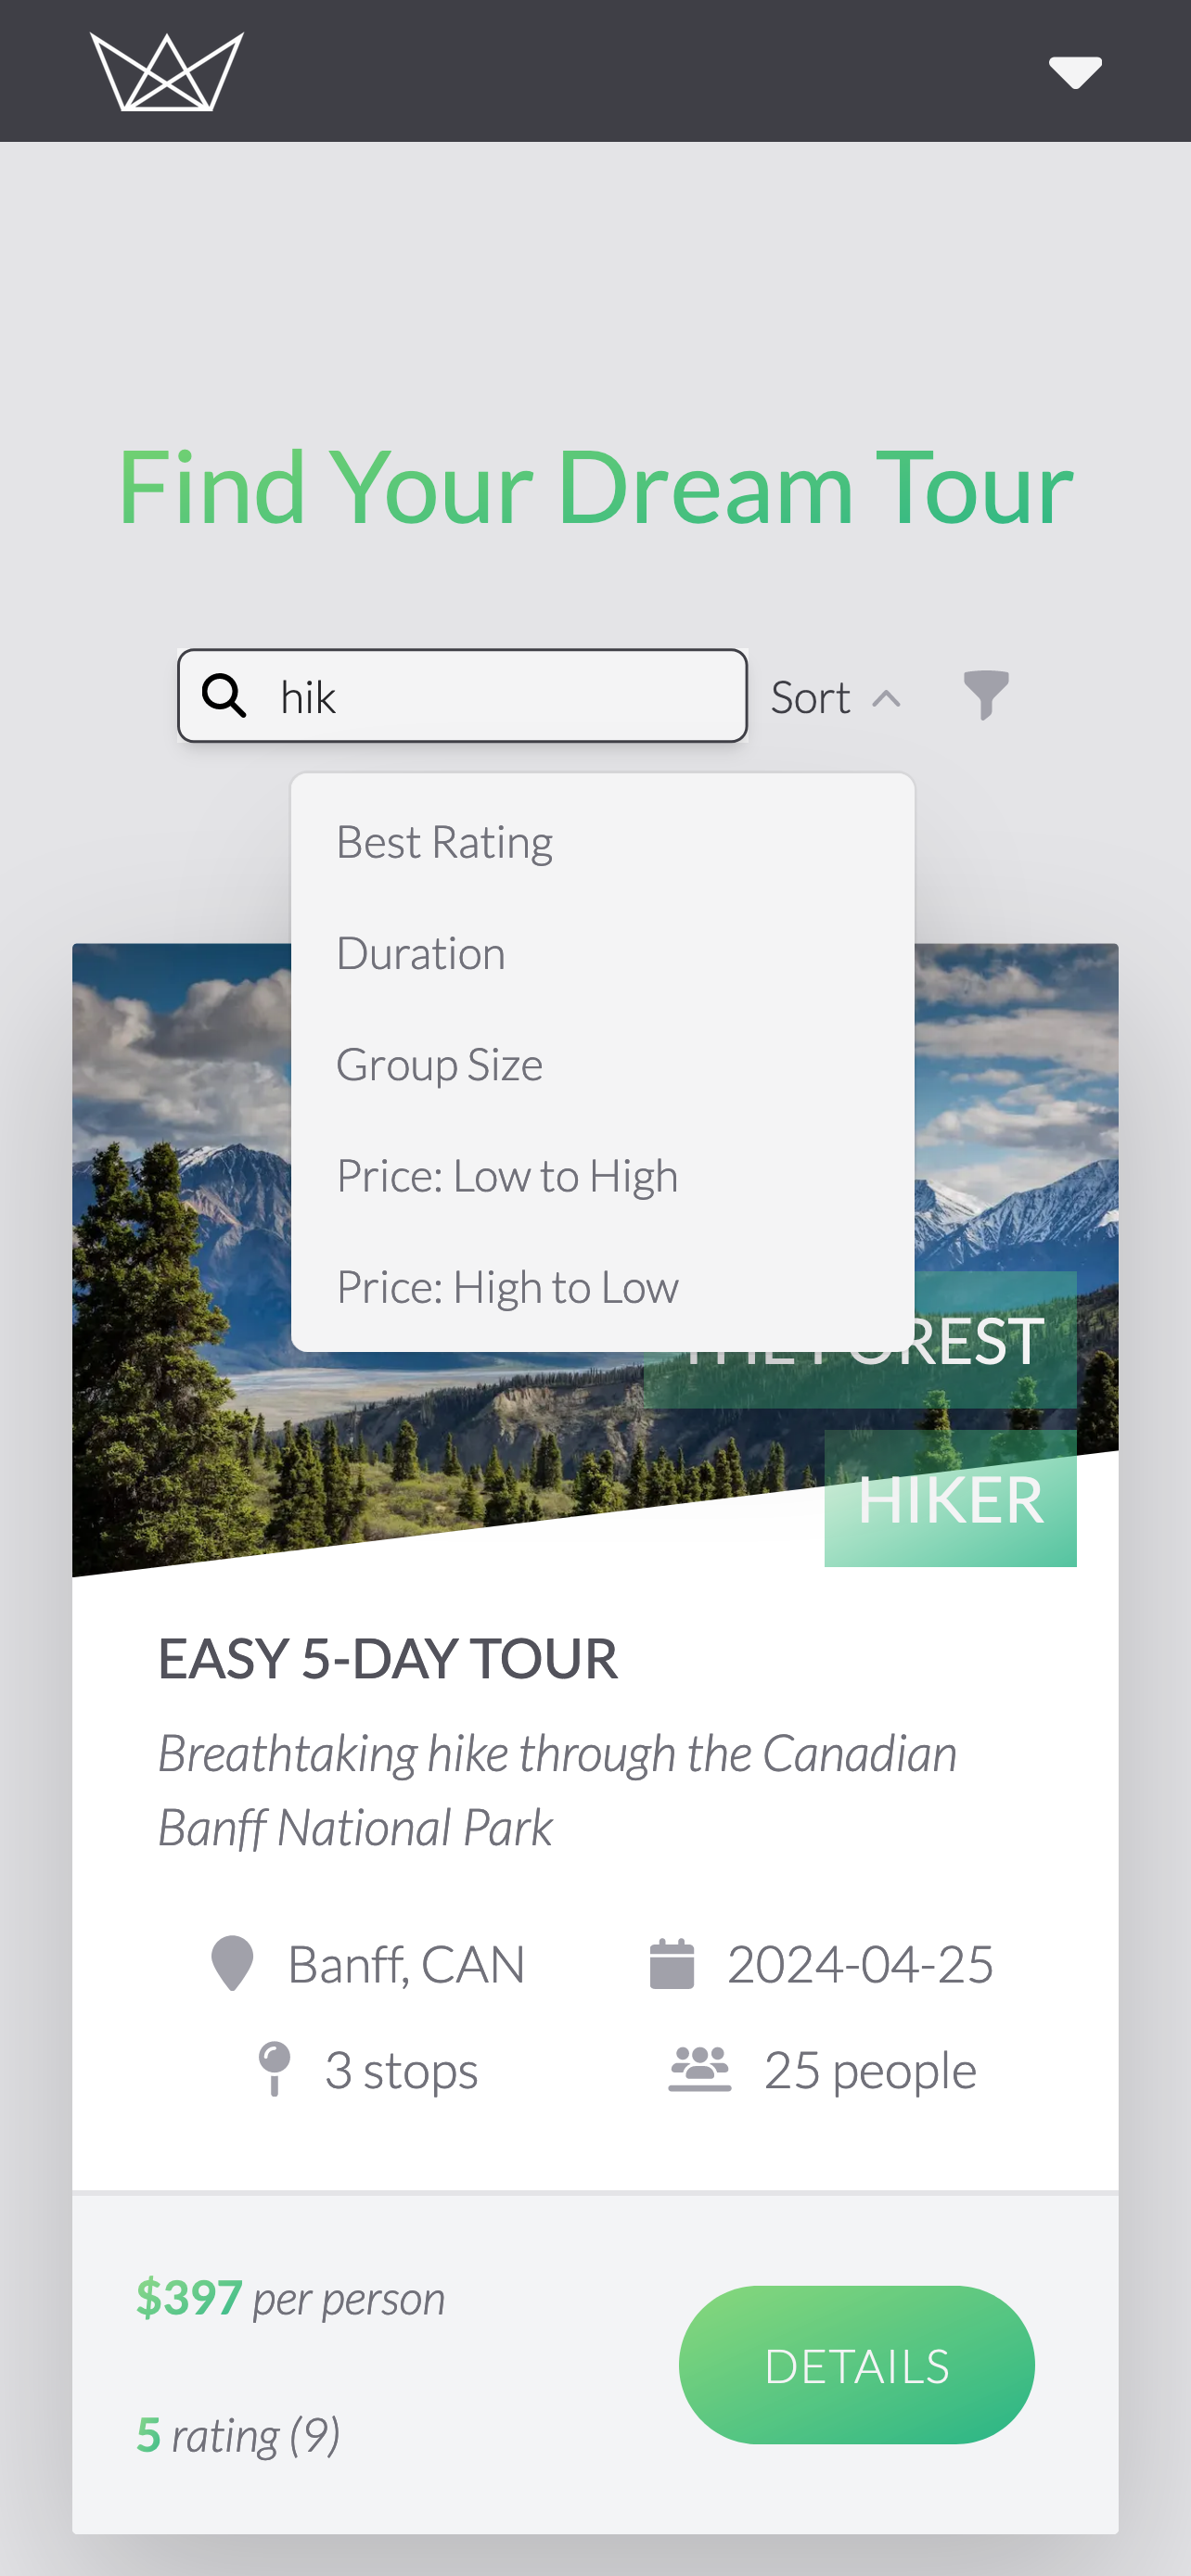 Find Your Dream Tour
hik
Sort
Best Rating
Duration
Group Size
Price: Low to High
Price: High to Low
THE FOREST
HIKER
EASY 5-DAY TOUR
Breathtaking hike through the Canadian
Banff National Park
Banff, CAN
2024-04-25
3 stops
25 people
$397 per person
DETAILS
5 rating (9)